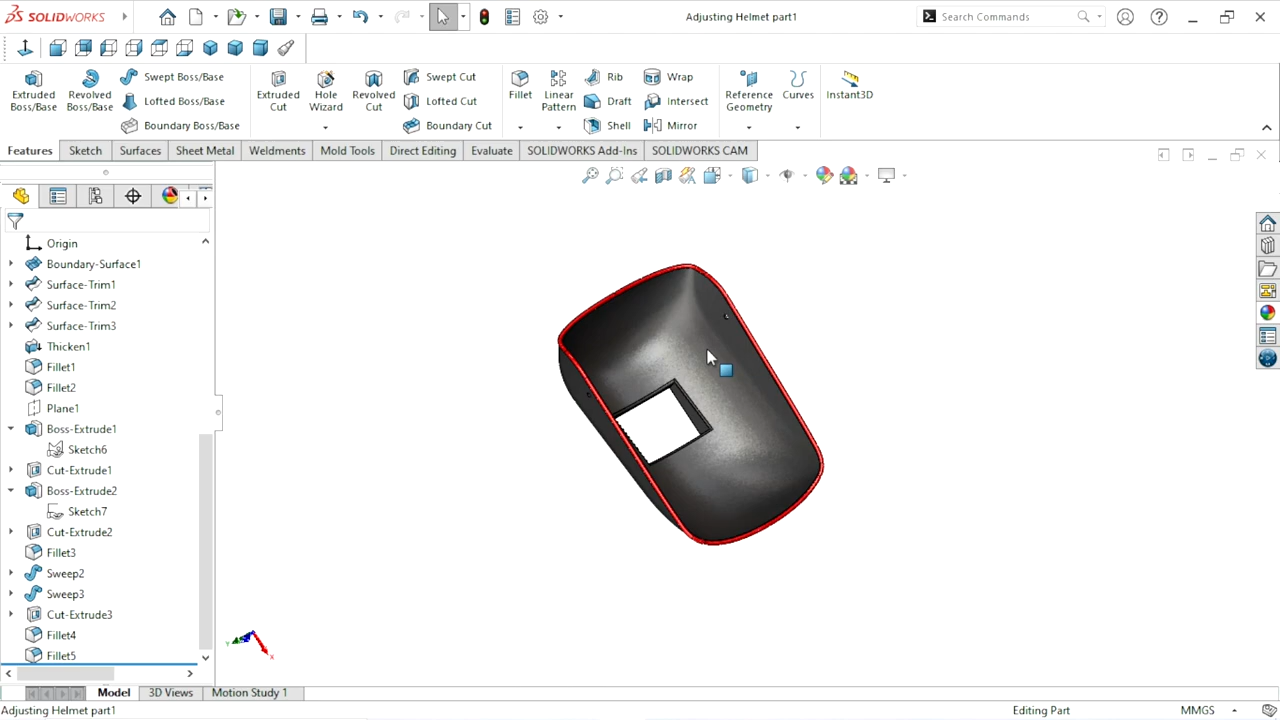 SOLIDWORKS
Adjusting Helmet part1
Search Commands
Extruded Boss/Base
Revolved Boss/Base
Swept Boss/Base
Lofted Boss/Base
Boundary Boss/Base
Extruded Cut
Hole Wizard
Revolved Cut
Swept Cut
Lofted Cut
Boundary Cut
Fillet
Linear Pattern
Rib
Draft
Shell
Wrap
Intersect
Mirror
Reference Geometry
Curves
Instant3D
Features
Sketch
Surfaces
Sheet Metal
Weldments
Mold Tools
Direct Editing
Evaluate
SOLIDWORKS Add-Ins
SOLIDWORKS CAM
Origin
Boundary-Surface1
Surface-Trim1
Surface-Trim2
Surface-Trim3
Thicken1
Fillet1
Fillet2
Plane1
Boss-Extrude1
Sketch6
Cut-Extrude1
Boss-Extrude2
Sketch7
Cut-Extrude2
Fillet3
Sweep2
Sweep3
Cut-Extrude3
Fillet4
Fillet5
Y
X
Model
3D Views
Motion Study 1
Adjusting Helmet part1
Editing Part
MMGS